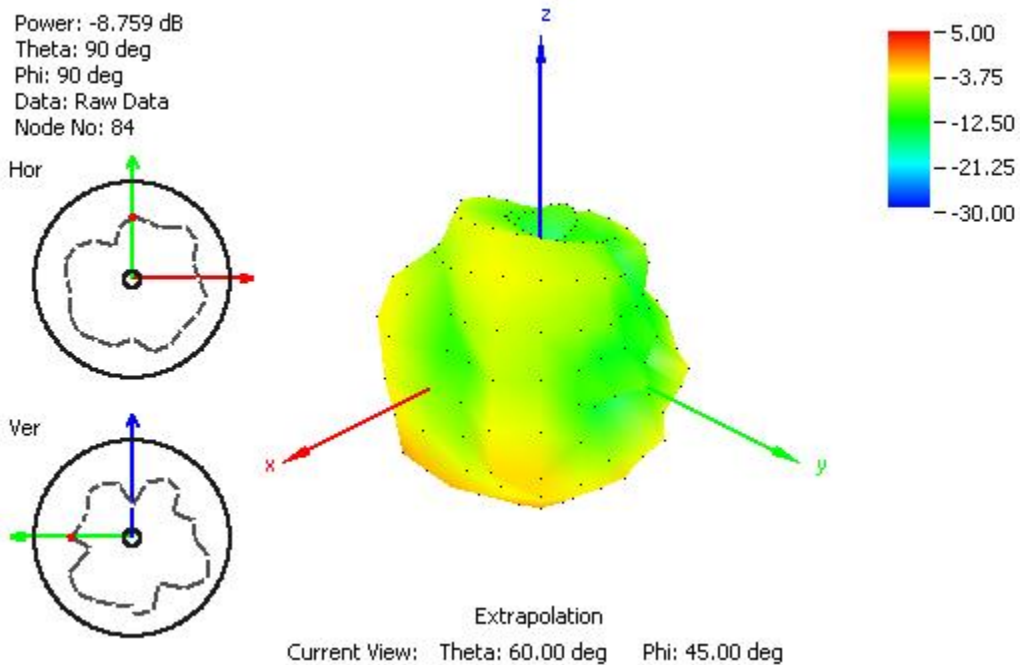 Power: -8.759 dB
Theta: 90 deg
Phi: 90 deg
Data: Raw Data
Node No: 84
Hor
Ver
z
x
y
5.00
-3.75
-12.50
-21.25
-30.00
Extrapolation
Current View: Theta: 60.00 deg Phi: 45.00 deg